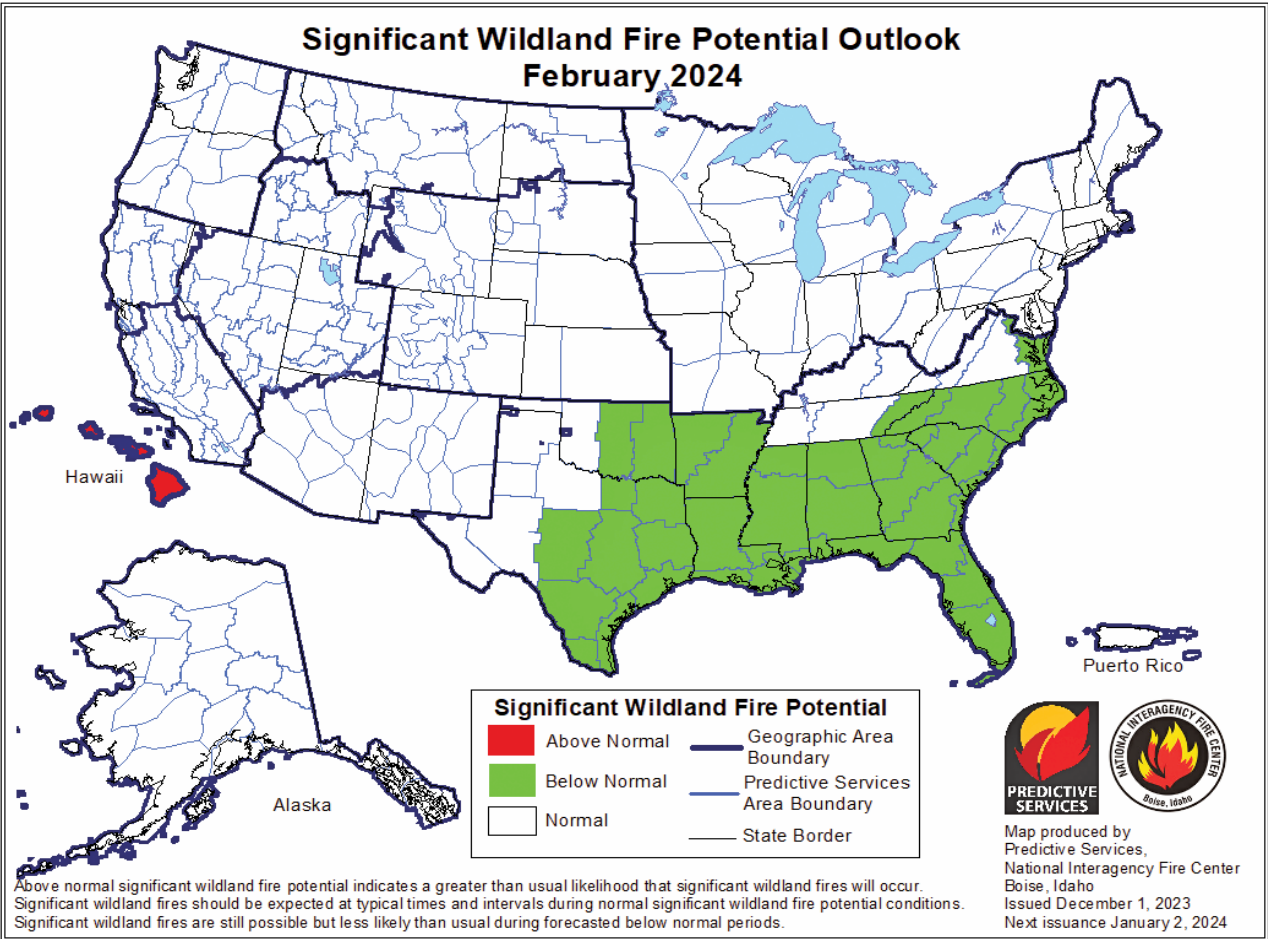 Significant Wildland Fire Potential Outlook
February 2024
Hawaii
Alaska
Puerto Rico
Significant Wildland Fire Potential
Above Normal
Below Normal
Normal
Geographic Area
Boundary
Predictive Services
Area Boundary
State Border
PREDICTIVE
SERVICES
NATIONAL INTERAGENCY FIRE CENTER
Boise, Idaho
Map produced by
Predictive Services,
National Interagency Fire Center
Boise, Idaho
Issued December 1, 2023
Next issuance January 2, 2024
Above normal significant wildland fire potential indicates a greater than usual likelihood that significant wildland fires will occur.
Significant wildland fires should be expected at typical times and intervals during normal significant wildland fire potential conditions.
Significant wildland fires are still possible but less likely than usual during forecasted below normal periods.